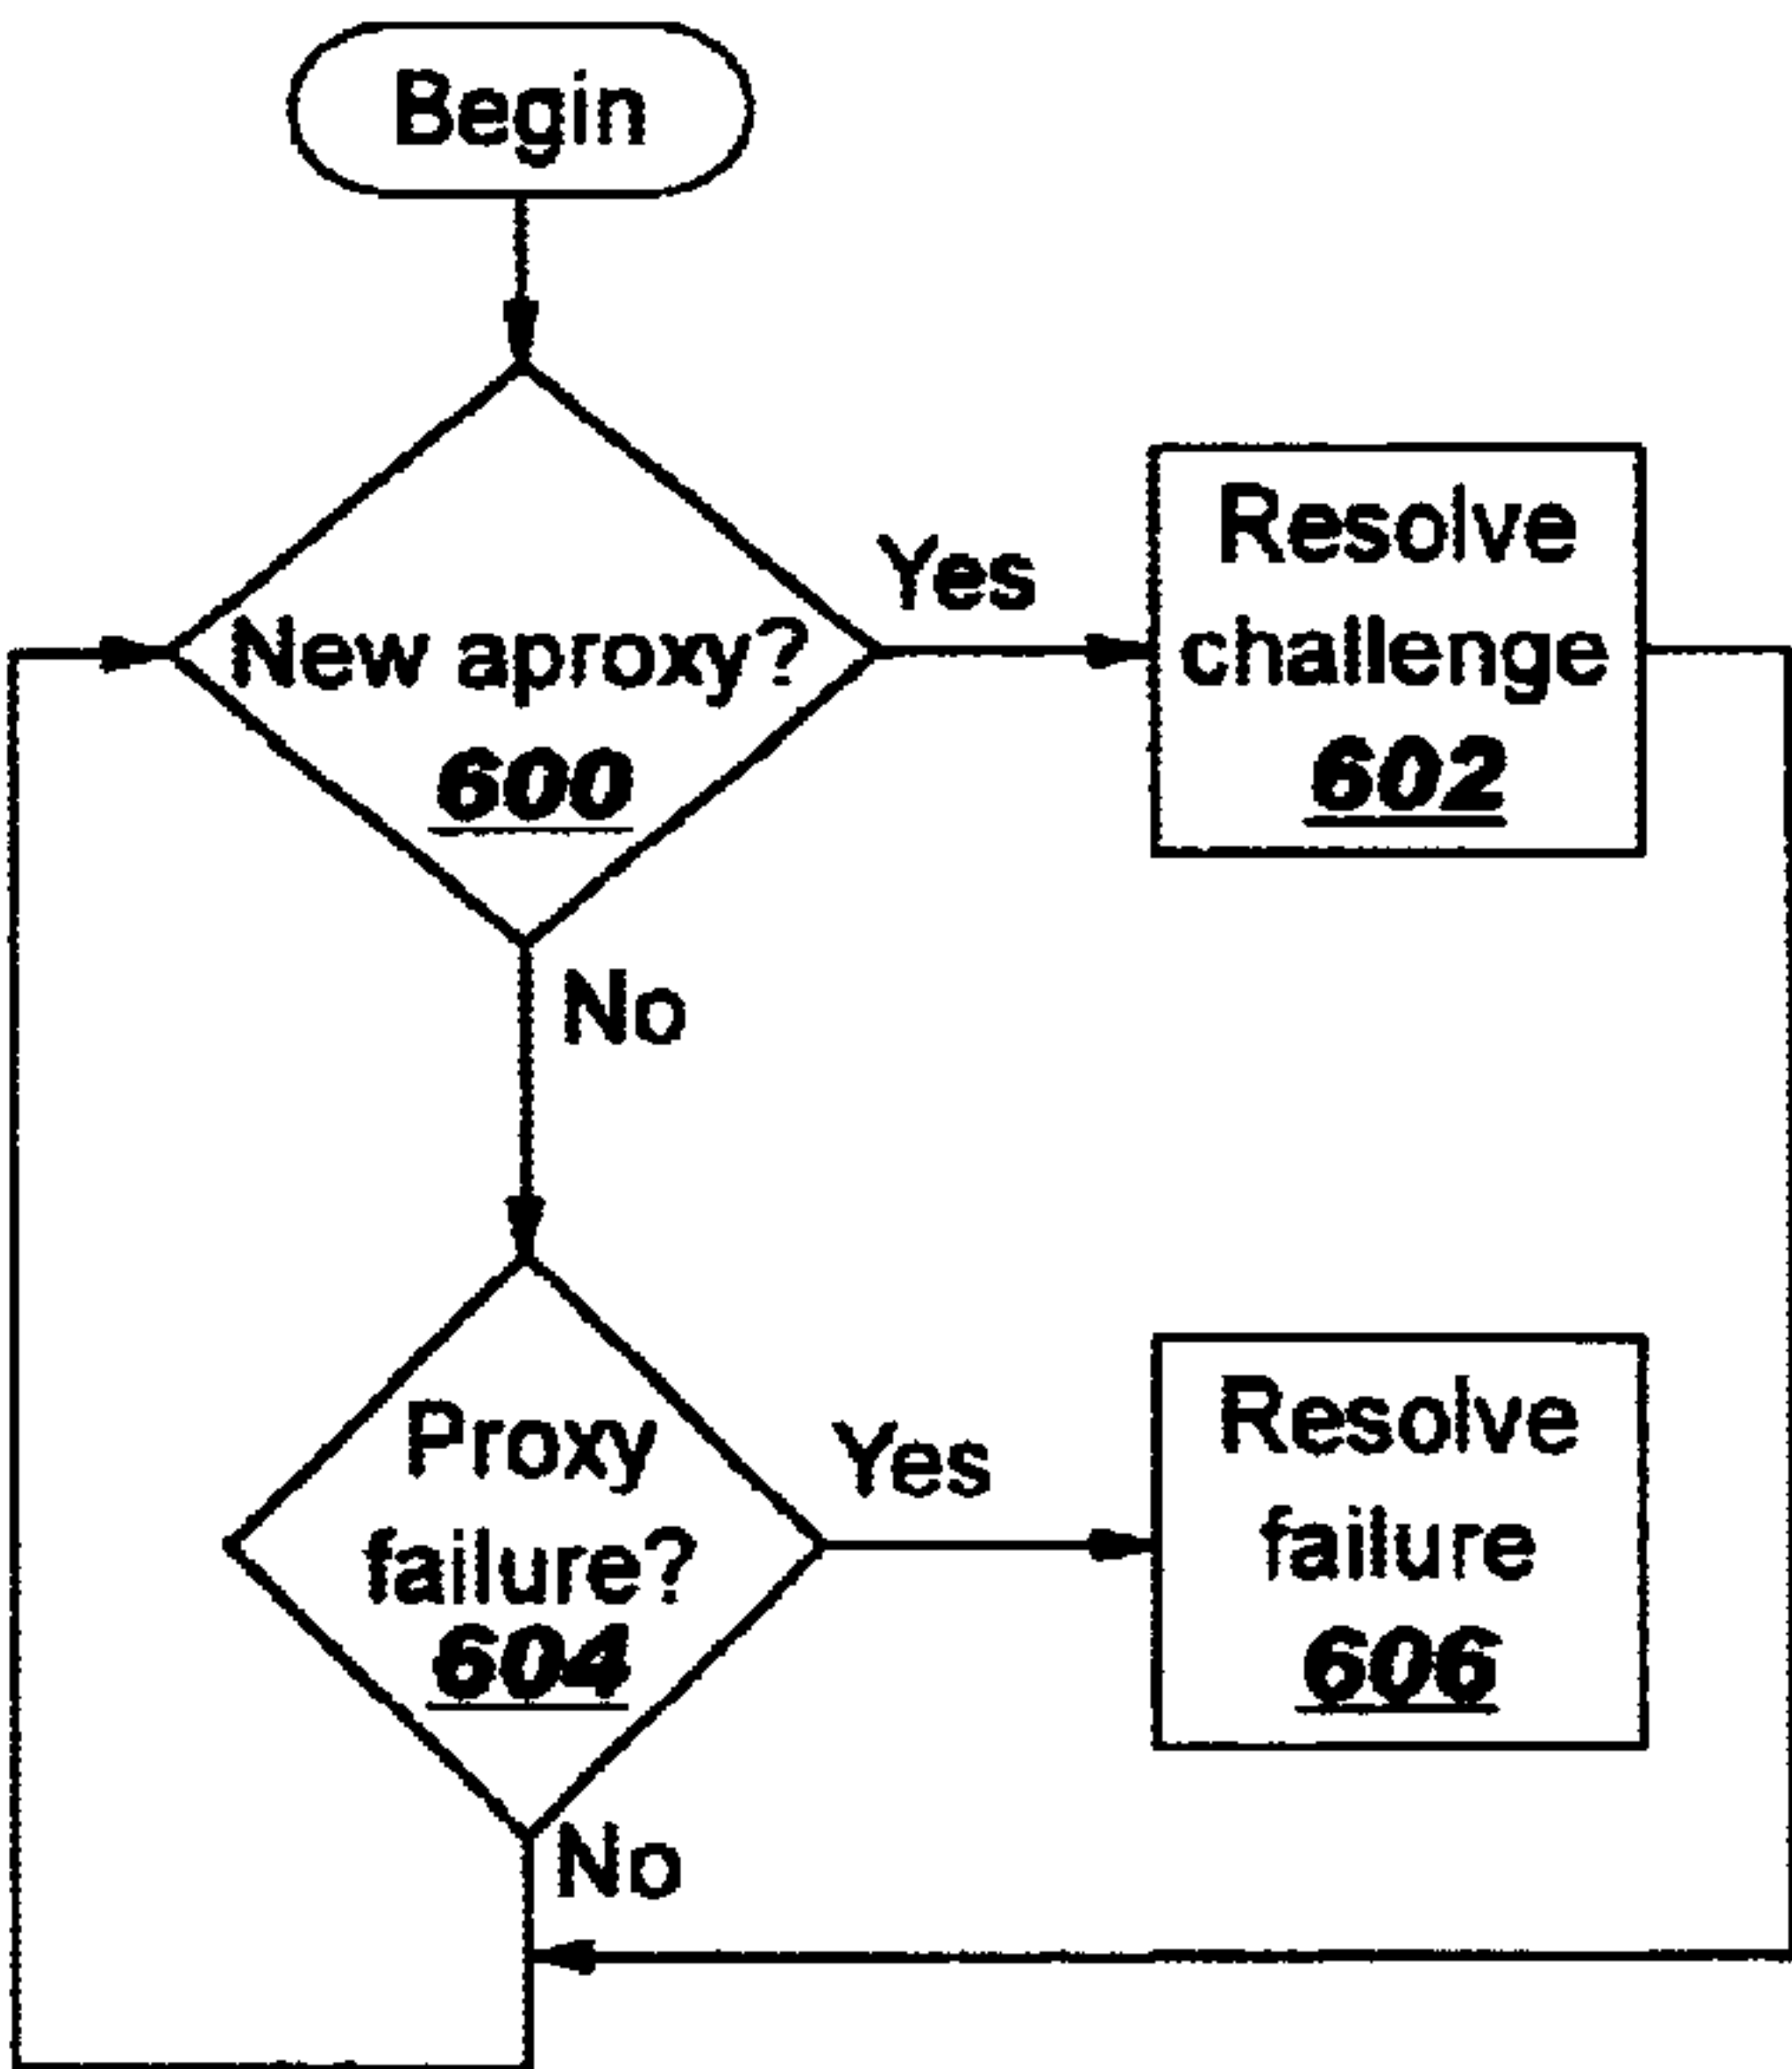 Begin
New aproxy?
600
Yes
Resolve
challenge
602
No
Proxy
failure?
604
Yes
Resolve
failure
606
No